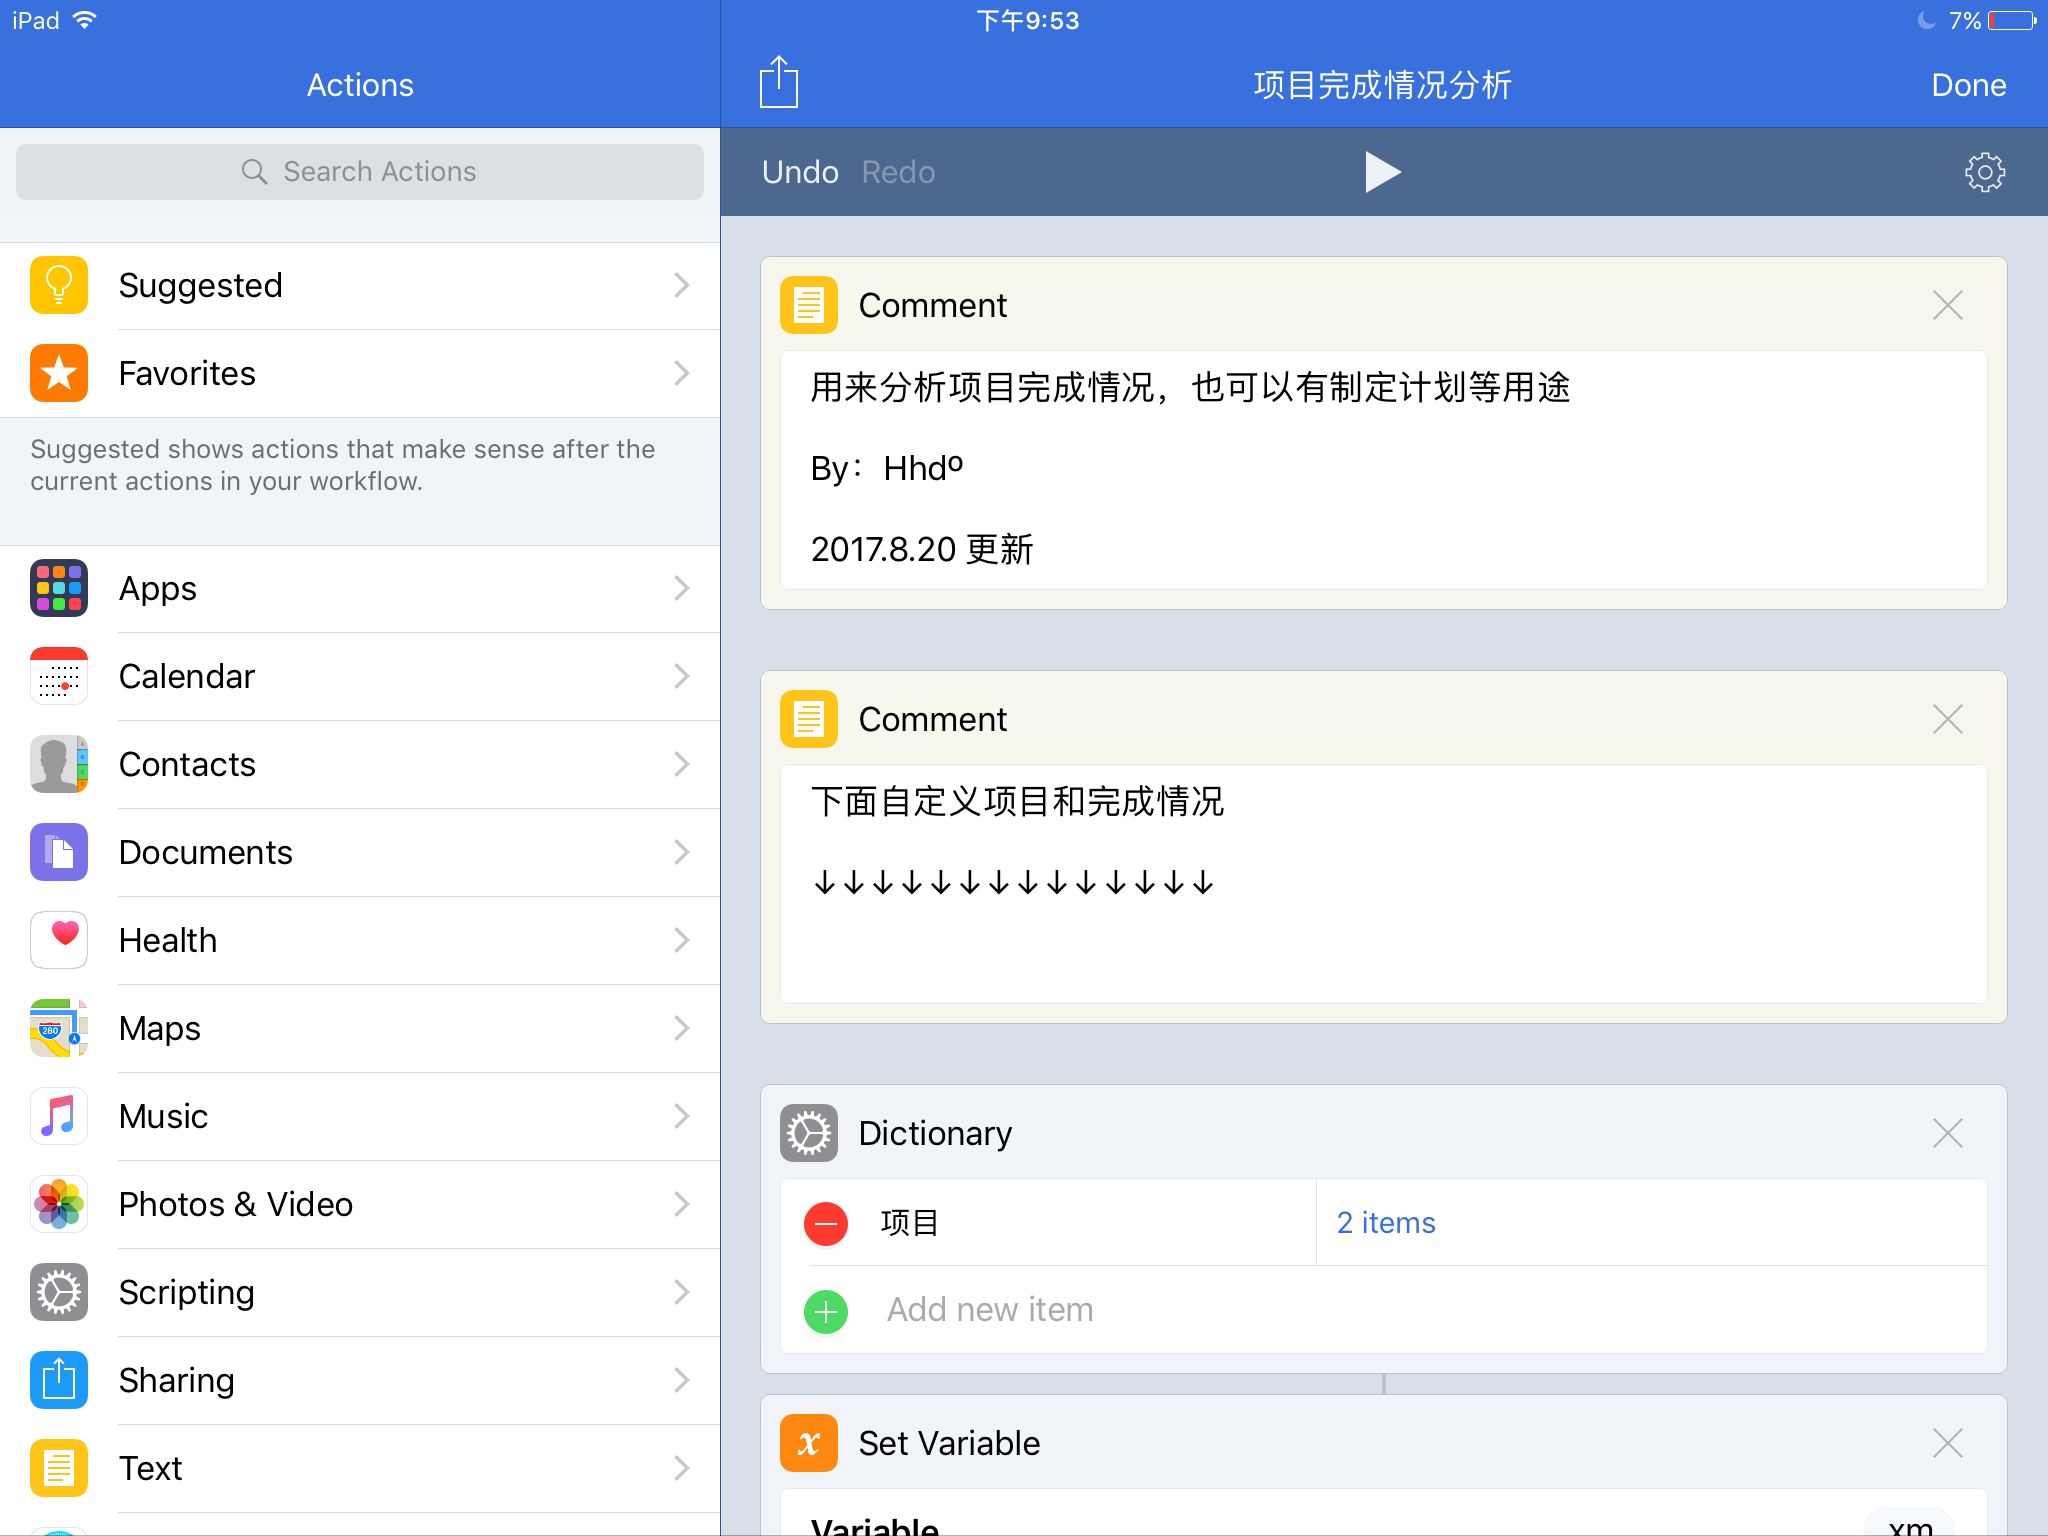 iPad
下午9:53
7%
Actions
项目完成情况分析
Done
Search Actions
Undo
Redo
Suggested
Favorites
Suggested shows actions that make sense after the
current actions in your workflow.
Apps
Calendar
Contacts
Documents
Health
280
Maps
Music
Photos & Video
Scripting
Sharing
Text
Comment
用来分析项目完成情况，也可以有制定计划等用途
By：Hhdº
2017.8.20 更新
Comment
下面自定义项目和完成情况
↓↓↓↓↓↓↓↓↓↓↓↓↓↓
Dictionary
项目
2 items
Add new item
x
Set Variable
Variable
xm